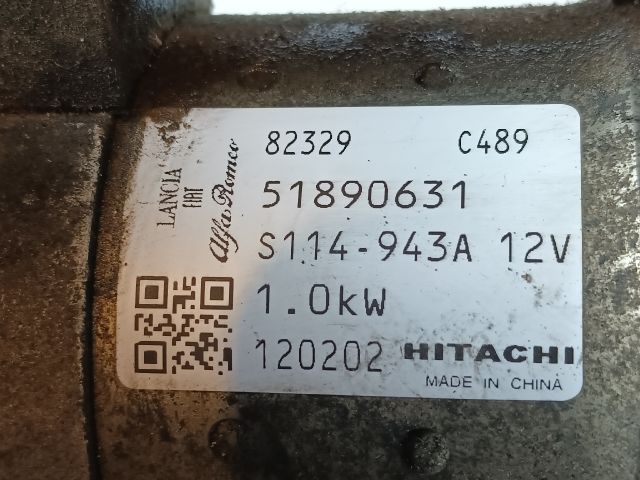 82329 C489
LANCIA
FIAT
Alfa Romeo
51890631
S114-943A 12V
1.0kW
120202 HITACHI
MADE IN CHINA